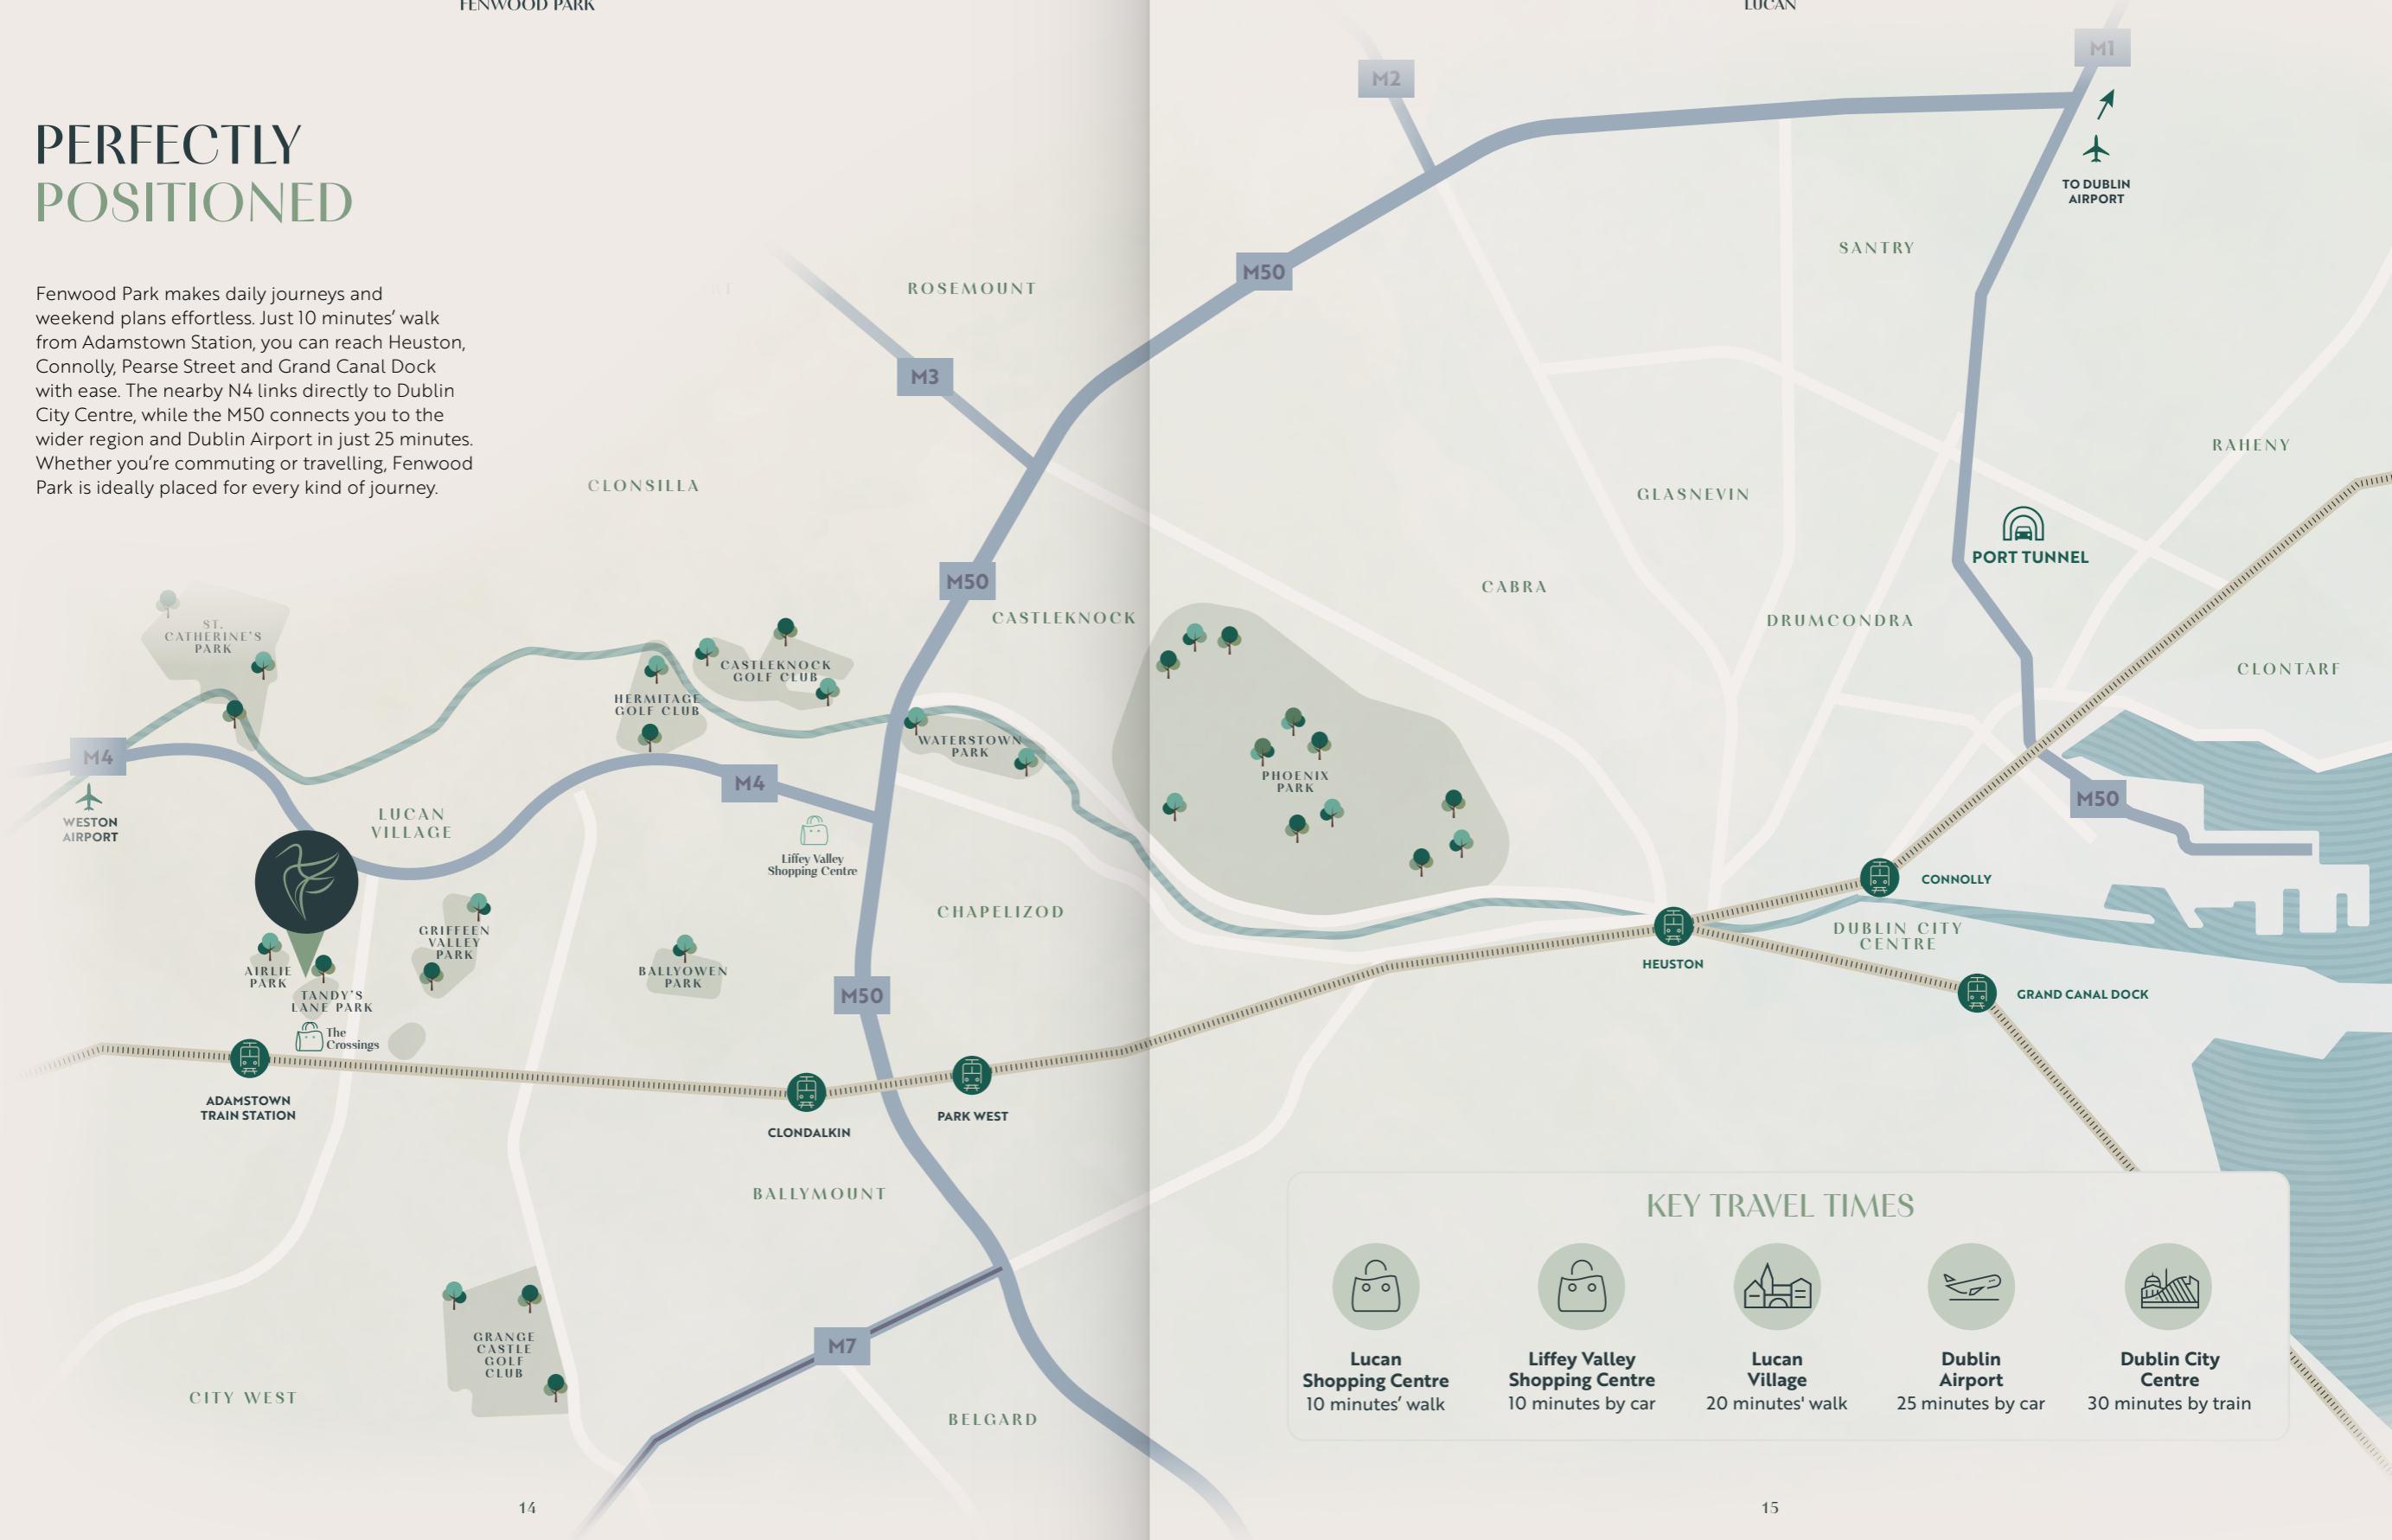 FENWOOD PARK
LUCAN
PERFECTLY
POSITIONED
Fenwood Park makes daily journeys and
weekend plans effortless. Just 10 minutes’ walk
from Adamstown Station, you can reach Heuston,
Connolly, Pearse Street and Grand Canal Dock
with ease. The nearby N4 links directly to Dublin
City Centre, while the M50 connects you to the
wider region and Dublin Airport in just 25 minutes.
Whether you’re commuting or travelling, Fenwood
Park is ideally placed for every kind of journey.
M1
M2
TO DUBLIN
AIRPORT
SANTRY
M50
ROSEMOUNT
M3
RAHENY
CLONSILLA
GLASNEVIN
PORT TUNNEL
M50
CABRA
CASTLEKNOCK
DRUMCONDRA
ST.
CATHERINE’S
PARK
CASTLEKNOCK
GOLF CLUB
CLONTARF
HERMITAGE
GOLF CLUB
WATERSTOWN
PARK
M4
M4
PHOENIX
PARK
M50
WESTON
AIRPORT
LUCAN
VILLAGE
Liffey Valley
Shopping Centre
CONNOLLY
CHAPELIZOD
GRIFFEEN
VALLEY
PARK
DUBLIN CITY
CENTRE
HEUSTON
AIRLIE
PARK
BALLYOWEN
PARK
M50
GRAND CANAL DOCK
TANDY’S
LANE PARK
The
Crossings
ADAMSTOWN
TRAIN STATION
CLONDALKIN
PARK WEST
BALLYMOUNT
GRANGE
CASTLE
GOLF
CLUB
M7
CITY WEST
BELGARD
KEY TRAVEL TIMES
Lucan
Shopping Centre
10 minutes’ walk
Liffey Valley
Shopping Centre
10 minutes by car
Lucan
Village
20 minutes' walk
Dublin
Airport
25 minutes by car
Dublin City
Centre
30 minutes by train
14
15